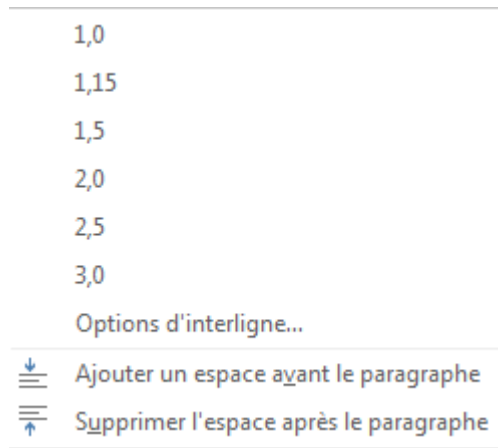 1,0
1,15
1,5
2,0
2,5
3,0
Options d'interligne...
Ajouter un espace avant le paragraphe
Supprimer l'espace après le paragraphe